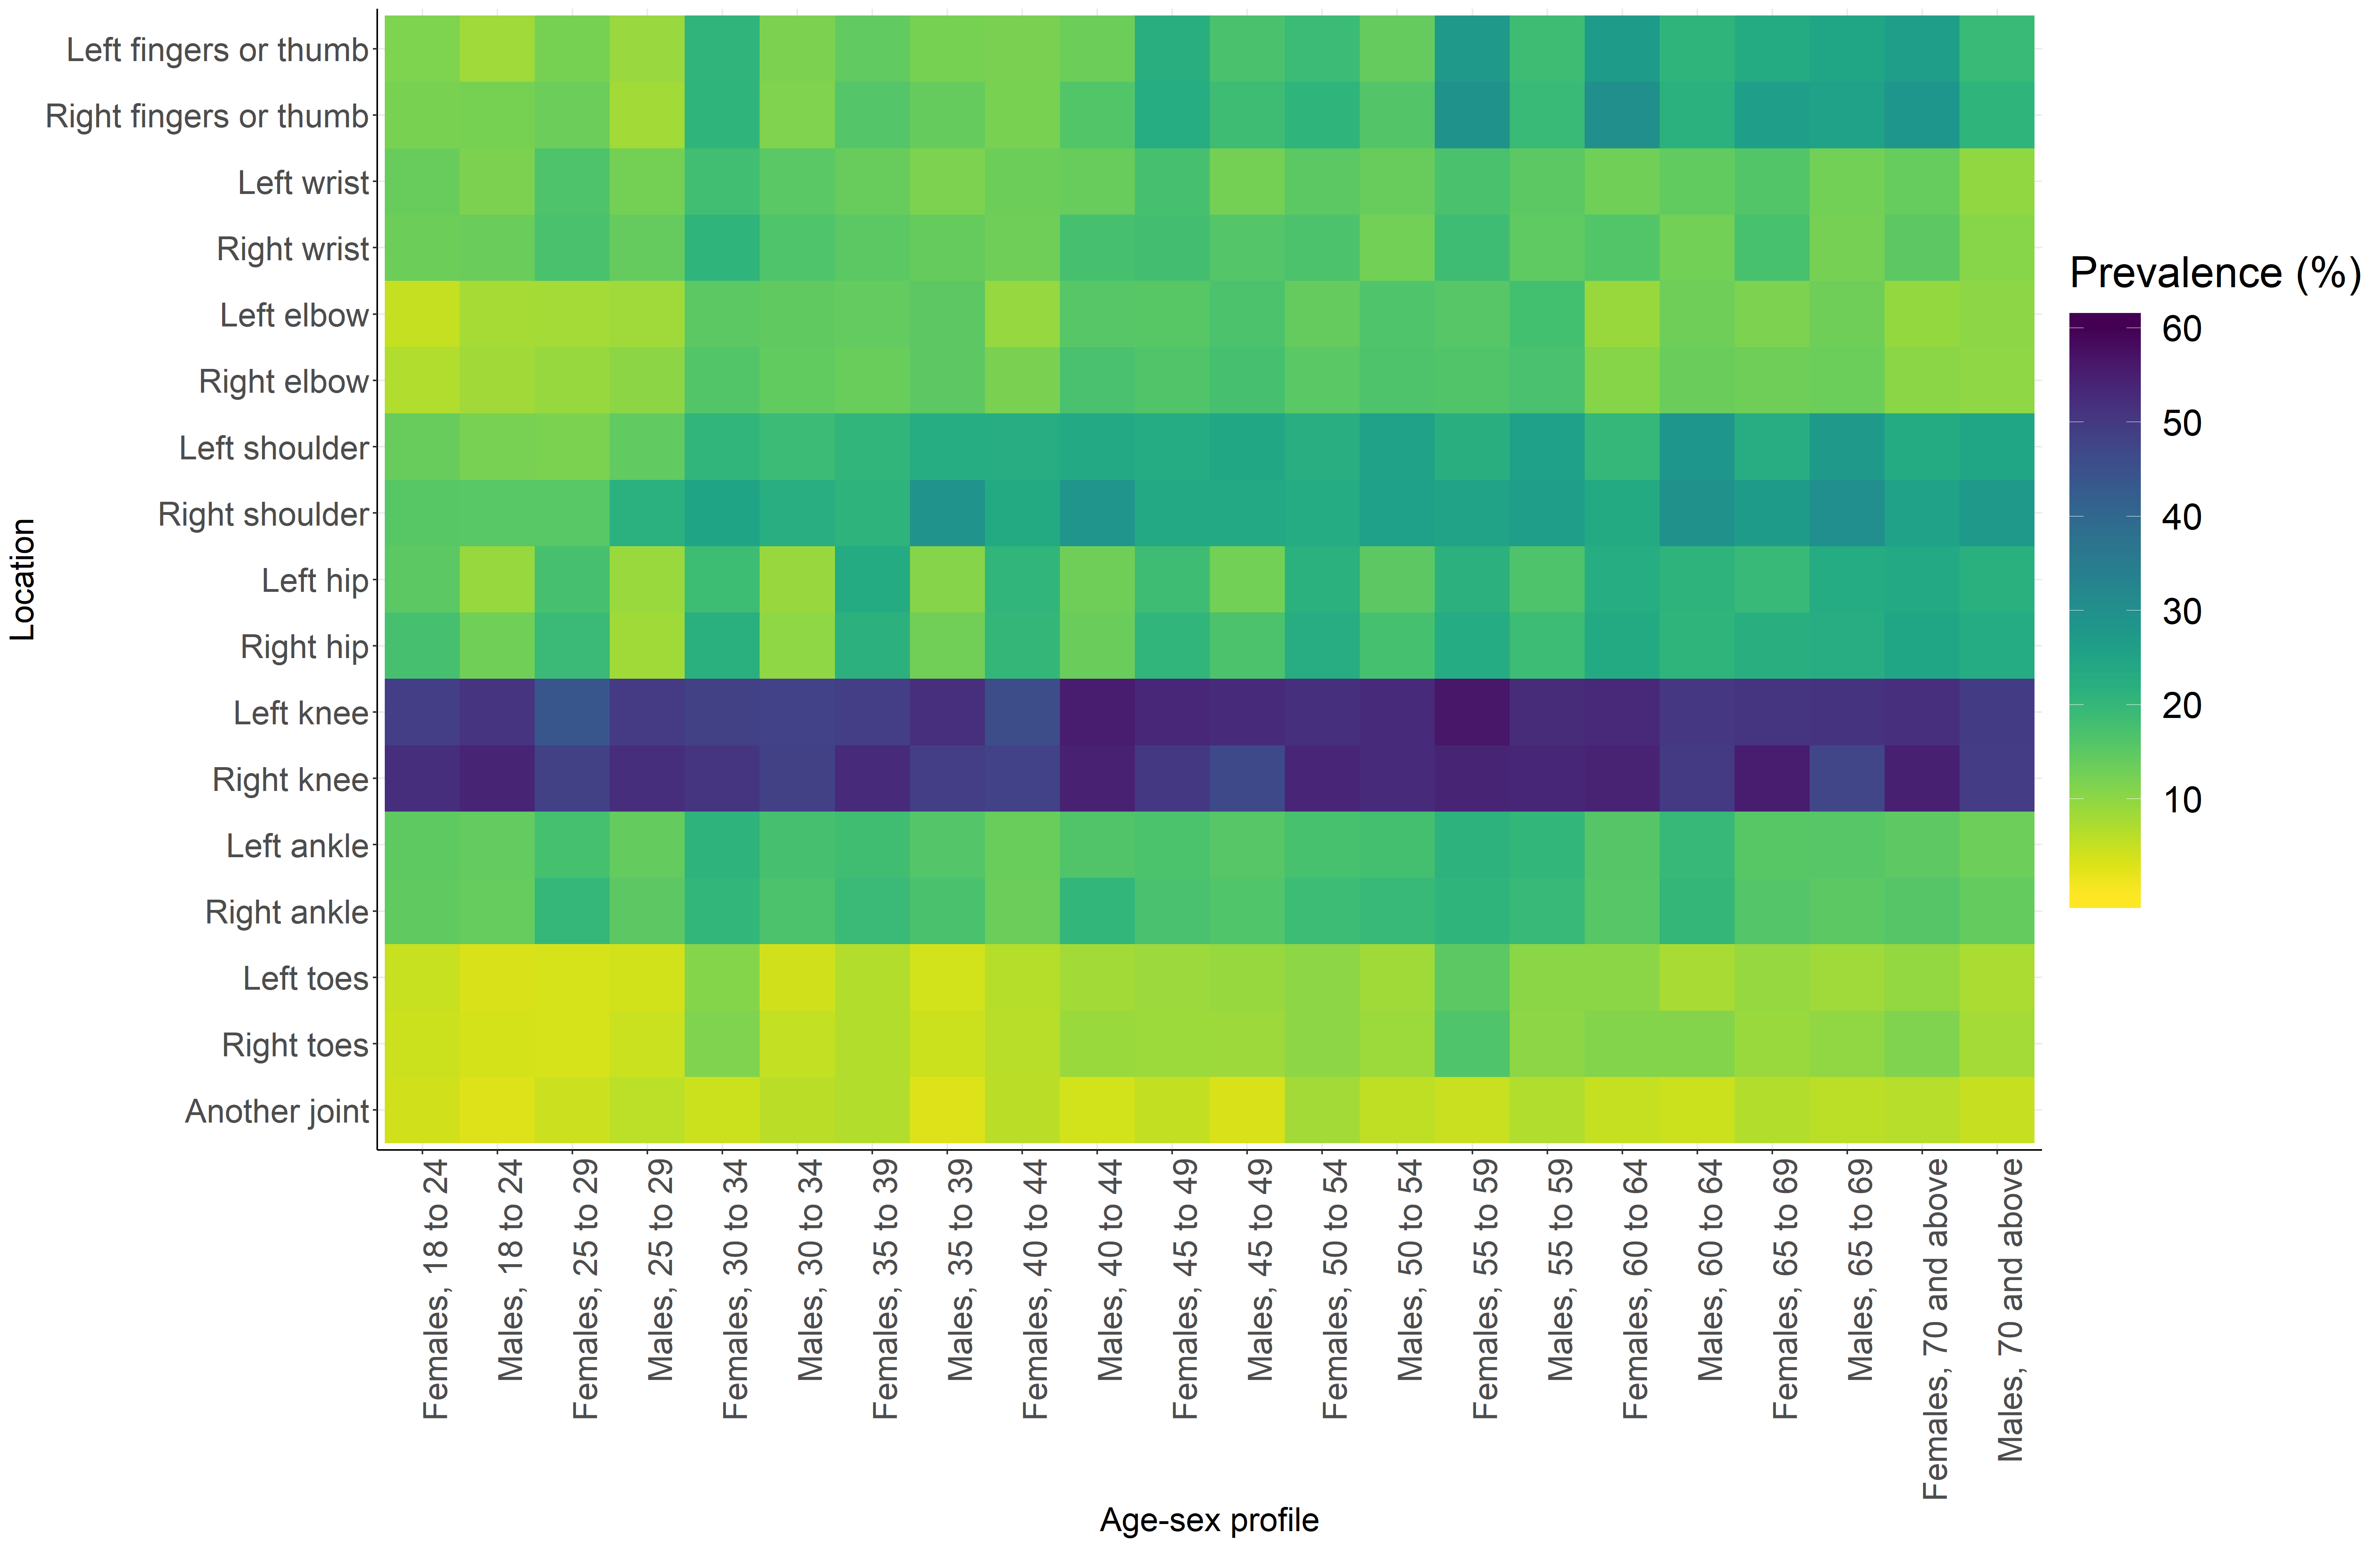 Location
Left fingers or thumb
Right fingers or thumb
Left wrist
Right wrist
Left elbow
Right elbow
Left shoulder
Right shoulder
Left hip
Right hip
Left knee
Right knee
Left ankle
Right ankle
Left toes
Right toes
Another joint
Females, 18 to 24
Males, 18 to 24
Females, 25 to 29
Males, 25 to 29
Females, 30 to 34
Males, 30 to 34
Females, 35 to 39
Males, 35 to 39
Females, 40 to 44
Males, 40 to 44
Females, 45 to 49
Males, 45 to 49
Females, 50 to 54
Males, 50 to 54
Females, 55 to 59
Males, 55 to 59
Females, 60 to 64
Males, 60 to 64
Females, 65 to 69
Males, 65 to 69
Females, 70 and above
Males, 70 and above
Age-sex profile
Prevalence (%)
60
50
40
30
20
10